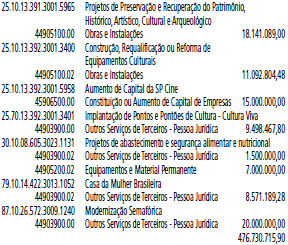 25.10.13.391.3001.5965 Projetos de Preservação e Recuperação do Patrimônio,
Histórico, Artístico, Cultural e Arqueológico
44905100.00 Obras e Instalações 18.141.089,00
25.10.13.392.3001.3400 Construção, Requalificação ou Reforma de
Equipamentos Culturais
44905100.02 Obras e Instalações 11.092.804,48
25.10.13.392.3001.5958 Aumento de Capital da SP Cine
45906500.00 Constituição ou Aumento de Capital de Empresas 15.000.000,00
25.70.13.392.3001.3401 Implantação de Pontos e Pontões de Cultura - Cultura Viva
44903900.00 Outros Serviços de Terceiros - Pessoa Jurídica 9.498.467,80
30.10.08.605.3023.1131 Projetos de abastecimento e segurança alimentar e nutricional
44903900.02 Outros Serviços de Terceiros - Pessoa Jurídica 1.500.000,00
44905200.02 Equipamentos e Material Permanente 7.000.000,00
79.10.14.422.3013.1052 Casa da Mulher Brasileira
44903900.02 Outros Serviços de Terceiros - Pessoa Jurídica 8.571.189,28
87.10.26.572.3009.1240 Modernização Semafórica
44903900.00 Outros Serviços de Terceiros - Pessoa Jurídica 20.000.000,00
476.730.715,90